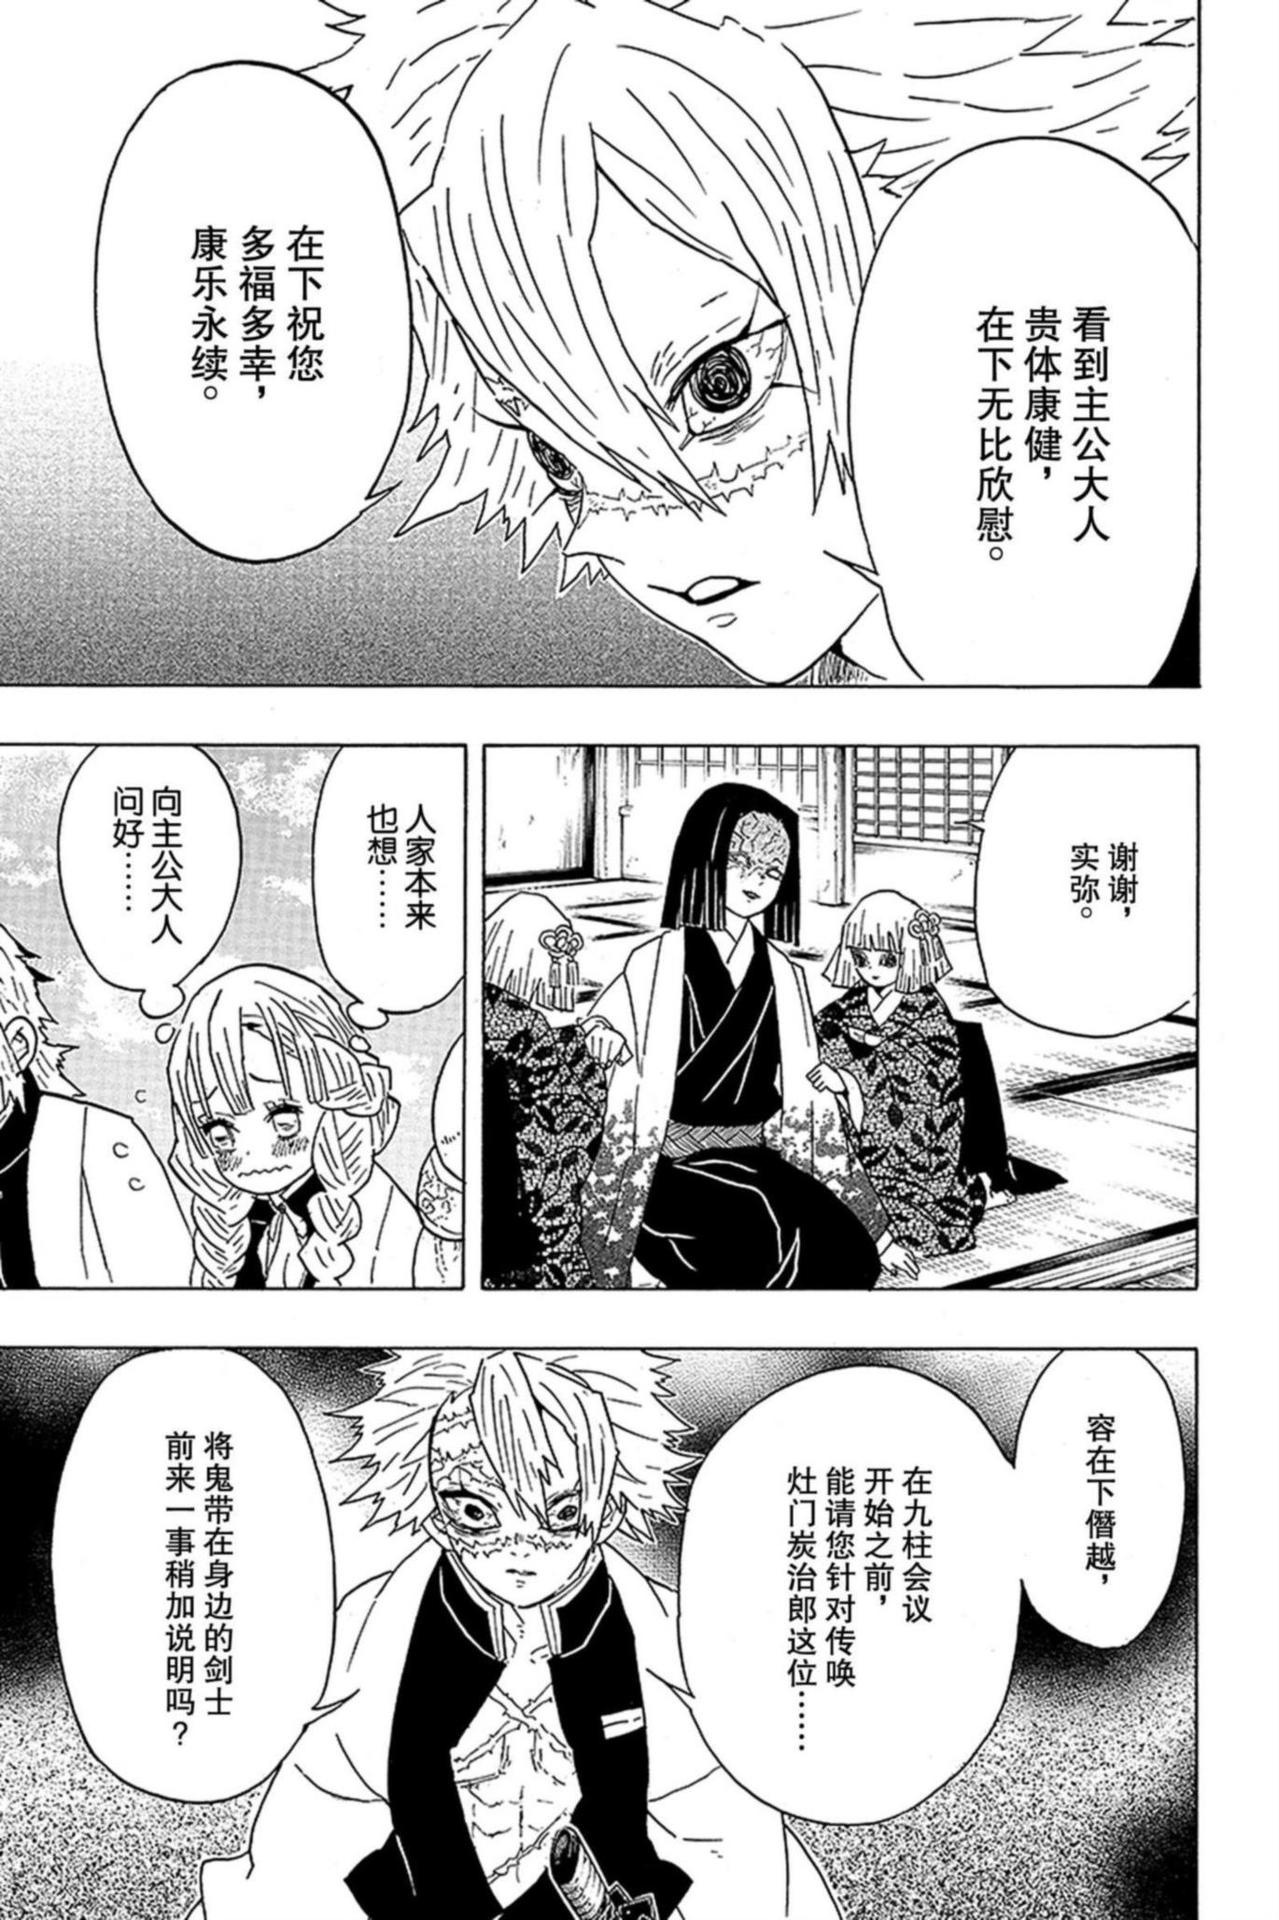 看到主公大人
贵体康健，
在下无比欣慰。
在下祝您
多福多幸，
康乐永续。
谢谢，
实弥。
人家本来
也想……
向主公大人
问好……
容在下僭越，
在九柱会议
开始之前，
能请您针对传唤
灶门炭治郎这位……
将鬼带在身边的剑士
前来一事稍加说明吗？